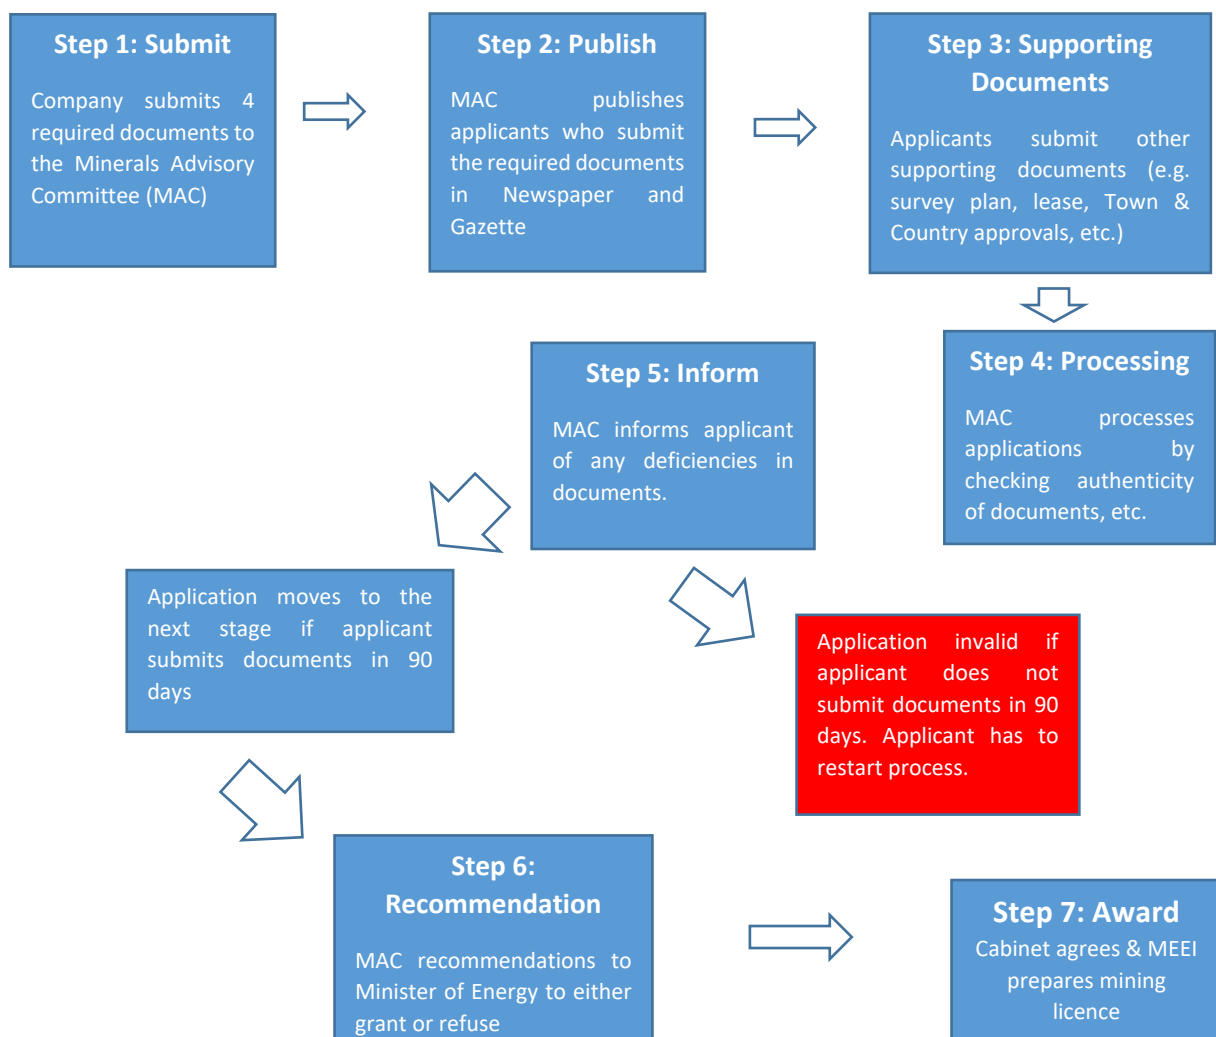 Step 1: Submit
Company submits 4
required documents to
the Minerals Advisory
Committee (MAC)
Step 2: Publish
MAC publishes
applicants who submit
the required documents
in Newspaper and
Gazette
Step 3: Supporting
Documents
Applicants submit other
supporting documents (e.g.
survey plan, lease, Town &
Country approvals, etc.)
Step 4: Processing
MAC processes
applications by
checking authenticity
of documents, etc.
Step 5: Inform
MAC informs applicant
of any deficiencies in
documents.
Application moves to the
next stage if applicant
submits documents in 90
days
Application invalid if
applicant does not
submit documents in 90
days. Applicant has to
restart process.
Step 6:
Recommendation
MAC recommendations to
Minister of Energy to either
grant or refuse
Step 7: Award
Cabinet agrees & MEEI
prepares mining
licence